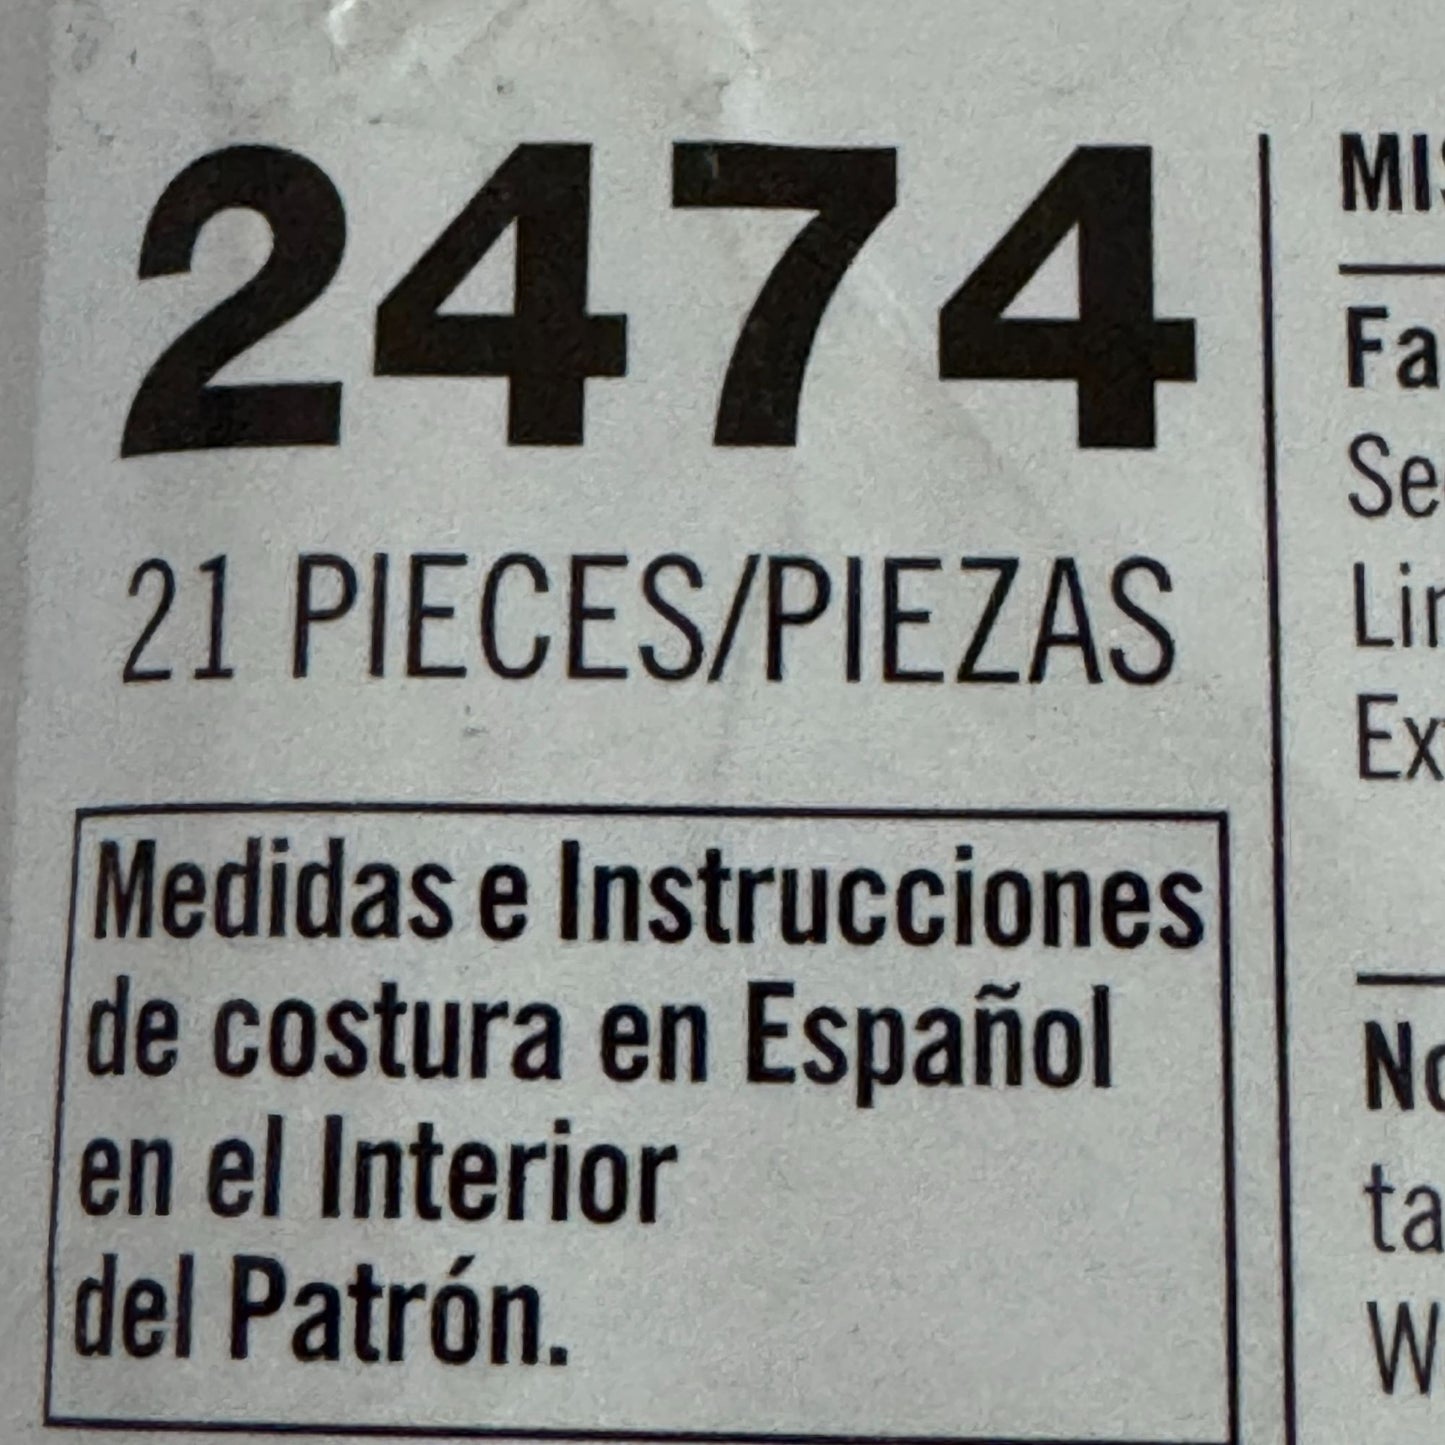 2474
21 PIECES/PIEZAS
Medidas e Instrucciones
de costura en Español
en el Interior
del Patrón.